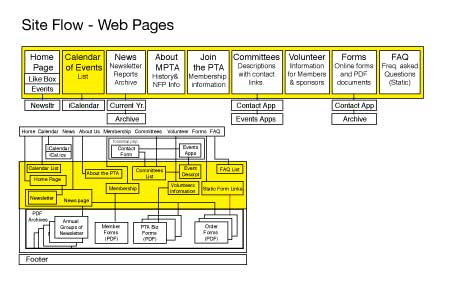 Site Flow - Web Pages
Home Page
Like Box
Events
Calendar of Events
List
News
Newsletter
Reports
Archive
About MPTA
History&
NFP Info
Join the PTA
Membership
information
Committees
Descriptions
with contact
links.
Volunteer
Information
for Members
& sponsors
Forms
Online forms
and PDF
documents
FAQ
Freq. asked
Questions
(Static)
Newsltr
iCalendar
Current Yr.
Archive
Contact App
Events Apps
Contact App
Archive
Home Calendar News About Us Membership Committees Volunteer Forms FAQ
iCalendar
iCal.ics
Contact
Form
Events
Apps
Calendar List
Home Page
About the PTA
Committees
List
Event
Descript
FAQ List
Membership
Volunteers
Information
Static Form Links
Newsletter
News page
PDF
Archives
Annual
Groups of
Newsletter
Member
Forms
(PDF)
PTA Biz
Forms
(PDF)
Order
Forms
(PDF)
Footer